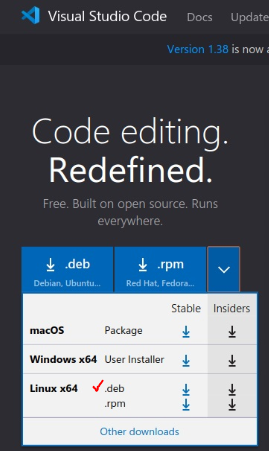 Visual Studio Code Docs Update
Version 1.38 is now a
Code editing.
Redefined.
Free. Built on open source. Runs
everywhere.
.deb .rpm
Debian, Ubuntu... Red Hat, Fedora...
Stable Insiders
macOS Package
Windows x64 User Installer
Linux x64 .deb
.rpm
Other downloads